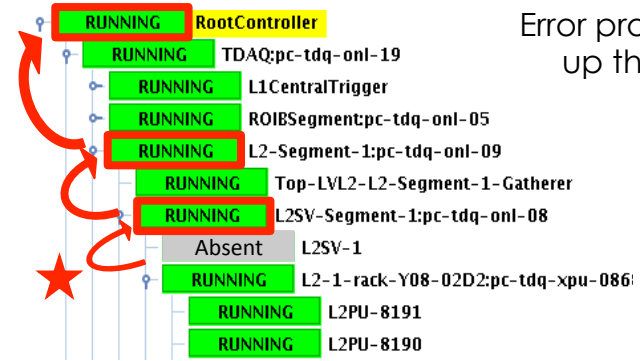 RUNNING RootController
Error pro
RUNNING TDAQ:pc-tdq-onl-19
up th
RUNNING L1CentralTrigger
RUNNING ROIBSegment:pc-tdq-onl-05
RUNNING L2-Segment-1:pc-tdq-onl-09
RUNNING Top-LVL2-L2-Segment-1-Gatherer
RUNNING L2SV-Segment-1:pc-tdq-onl-08
Absent L2SV-1
RUNNING L2-1-rack-Y08-02D2:pc-tdq-xpu-086
RUNNING L2PU-8191
RUNNING L2PU-8190